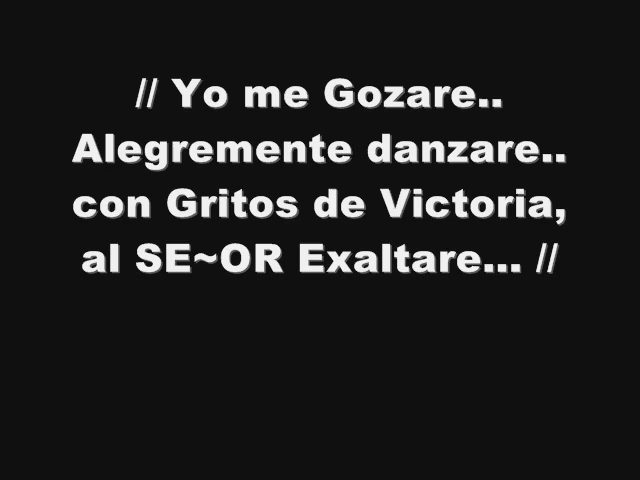 // Yo me Gozare..
Alegremente danzare..
con Gritos de Victoria,
al SE~OR Exaltare... //